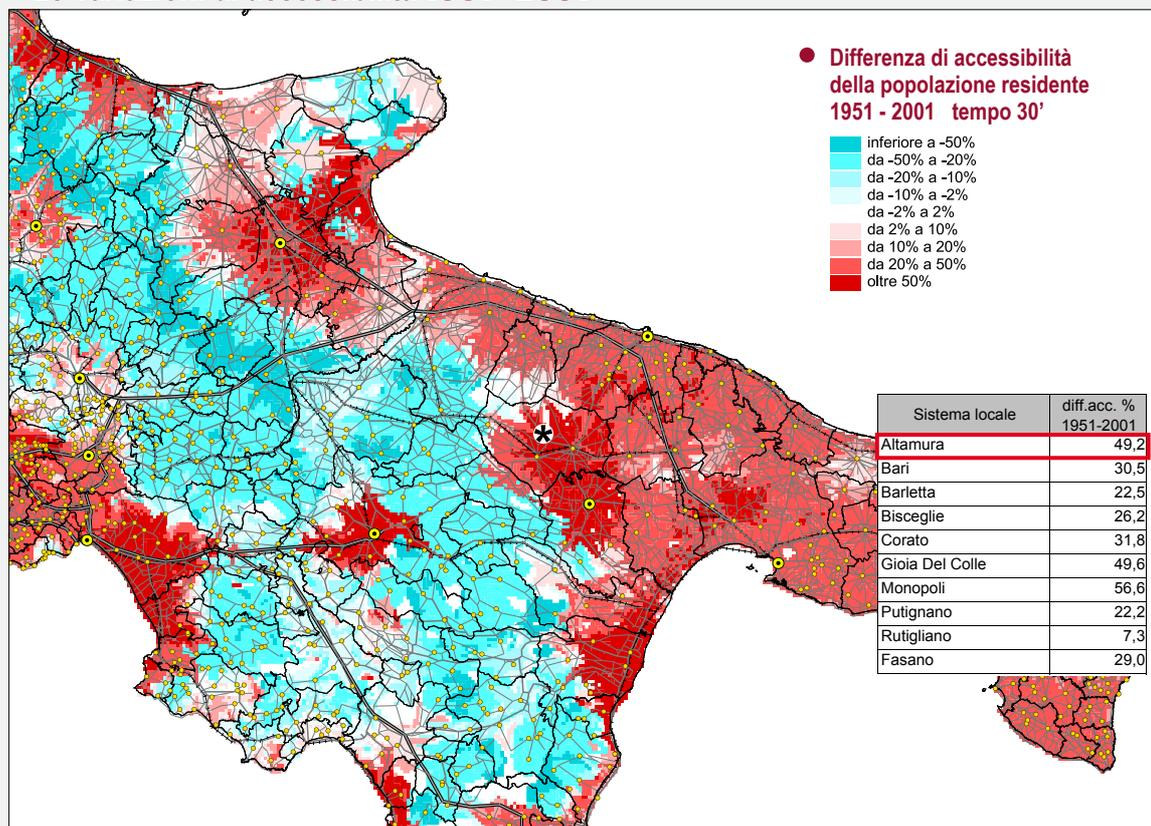 ● Differenza di accessibilità
della popolazione residente
1951 - 2001 tempo 30’
inferiore a -50%
da -50% a -20%
da -20% a -10%
da -10% a -2%
da -2% a 2%
da 2% a 10%
da 10% a 20%
da 20% a 50%
oltre 50%
*
Sistema locale diff.acc. %
1951-2001
Altamura 49,2
Bari 30,5
Barletta 22,5
Bisceglie 26,2
Corato 31,8
Gioia Del Colle 49,6
Monopoli 56,6
Putignano 22,2
Rutigliano 7,3
Fasano 29,0